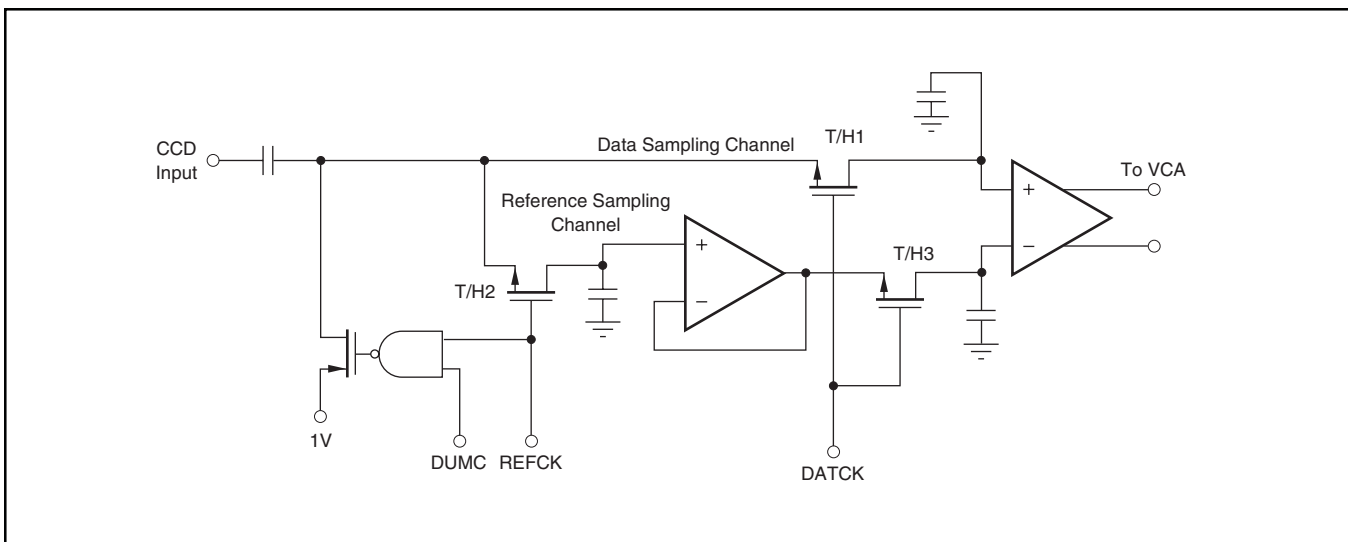 CCD
Input
Data Sampling Channel
T/H1
To VCA
+
−
Reference Sampling
Channel
+
−
T/H2
T/H3
1V
DUMC
REFCK
DATCK